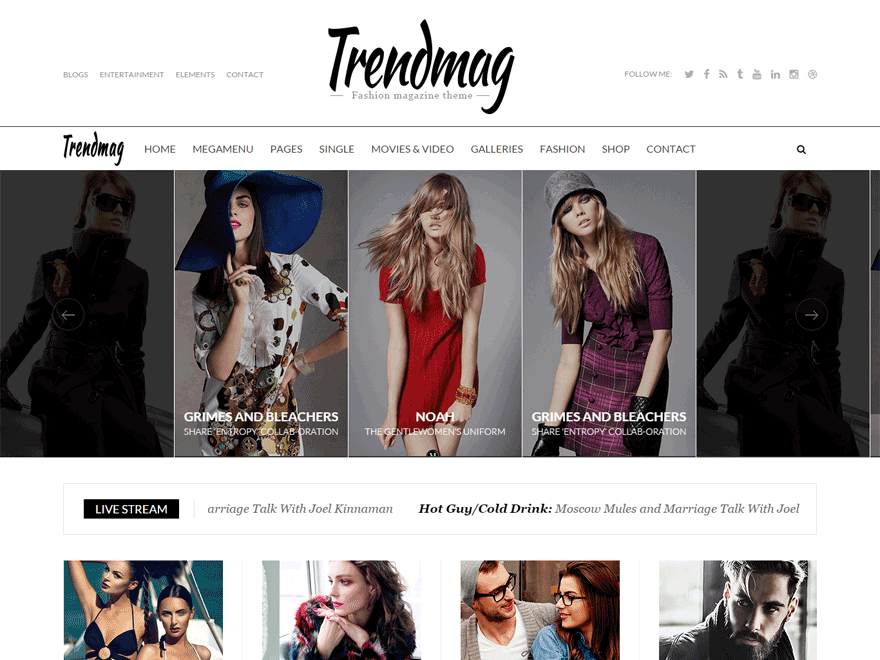 Trendmag
Fashion magazine theme
BLOGS ENTERTAINMENT ELEMENTS CONTACT
FOLLOW ME:
Trendmag
HOME MEGAMENU PAGES SINGLE MOVIES & VIDEO GALLERIES FASHION SHOP CONTACT
GRIMES AND BLEACHERS
SHARE 'ENTROPY' COLLAB-ORATION
NOAH
THE GENTLEWOMEN'S UNIFORM
GRIMES AND BLEACHERS
SHARE 'ENTROPY' COLLAB-ORATION
LIVE STREAM arriage Talk With Joel Kinnaman Hot Guy/Cold Drink: Moscow Mules and Marriage Talk With Joel